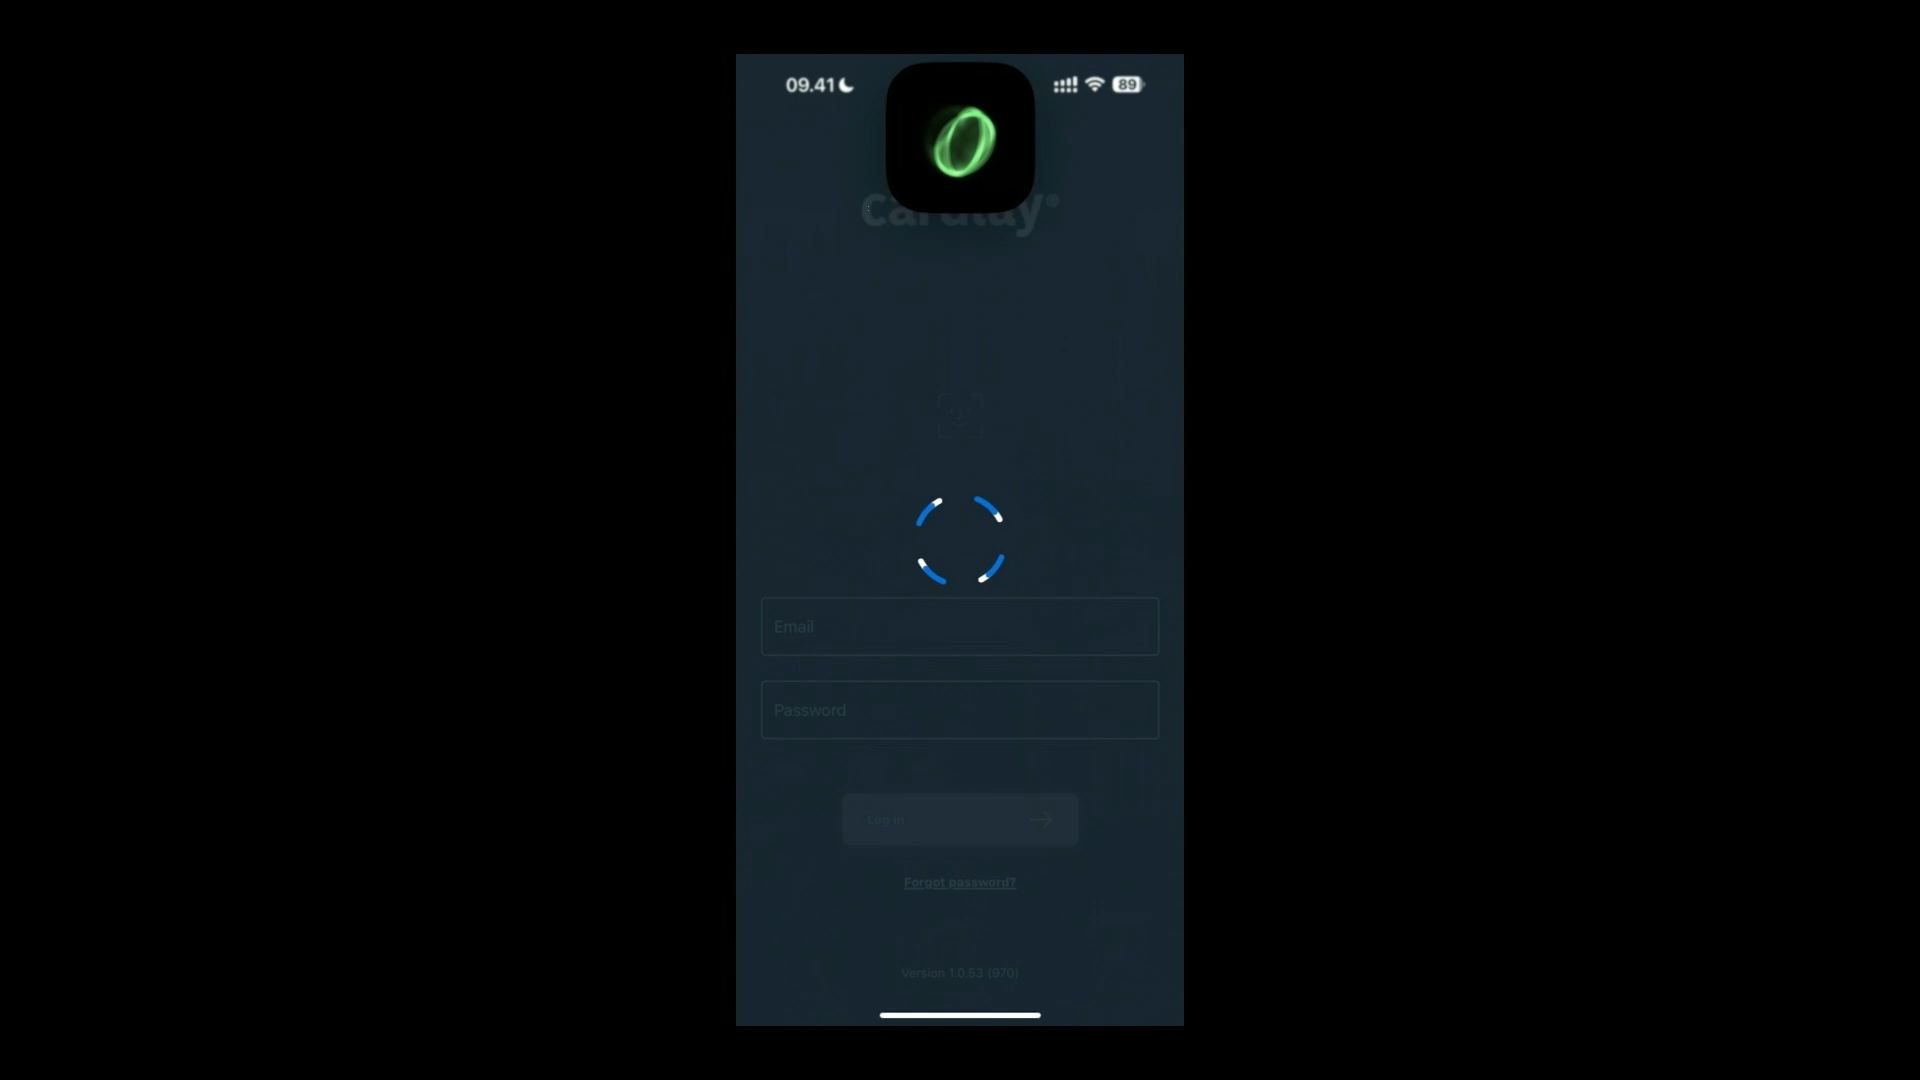 09.41
89
Email
Password
Log in
Forgot password?
Version 1.0.53 (970)